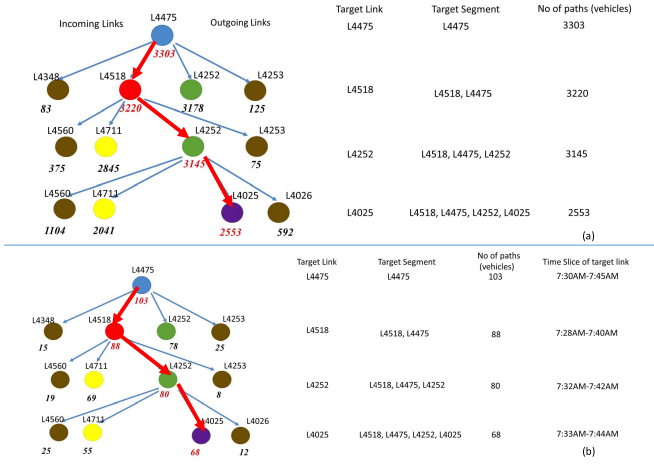 Incoming Links
L4475
Outgoing Links
3303
L4348
L4518
L4252
L4253
83
3220
3178
125
L4560
L4711
L4252
L4253
375
2845
3145
75
L4560
L4711
L4025
L4026
1104
2041
2553
592
Target Link
Target Segment
No of paths (vehicles)
L4475
L4475
3303
L4518
L4518, L4475
3220
L4252
L4518, L4475, L4252
3145
L4025
L4518, L4475, L4252, L4025
2553
(a)
L4475
103
L4348
L4518
L4252
L4253
15
88
78
25
L4560
L4711
L4252
L4253
19
69
80
8
L4560
L4711
L4025
L4026
25
55
68
12
Target Link
Target Segment
No of paths
(vehicles)
Time Slice of target link
L4475
L4475
103
7:30AM-7:45AM
L4518
L4518, L4475
88
7:28AM-7:40AM
L4252
L4518, L4475, L4252
80
7:32AM-7:42AM
L4025
L4518, L4475, L4252, L4025
68
7:33AM-7:44AM
(b)